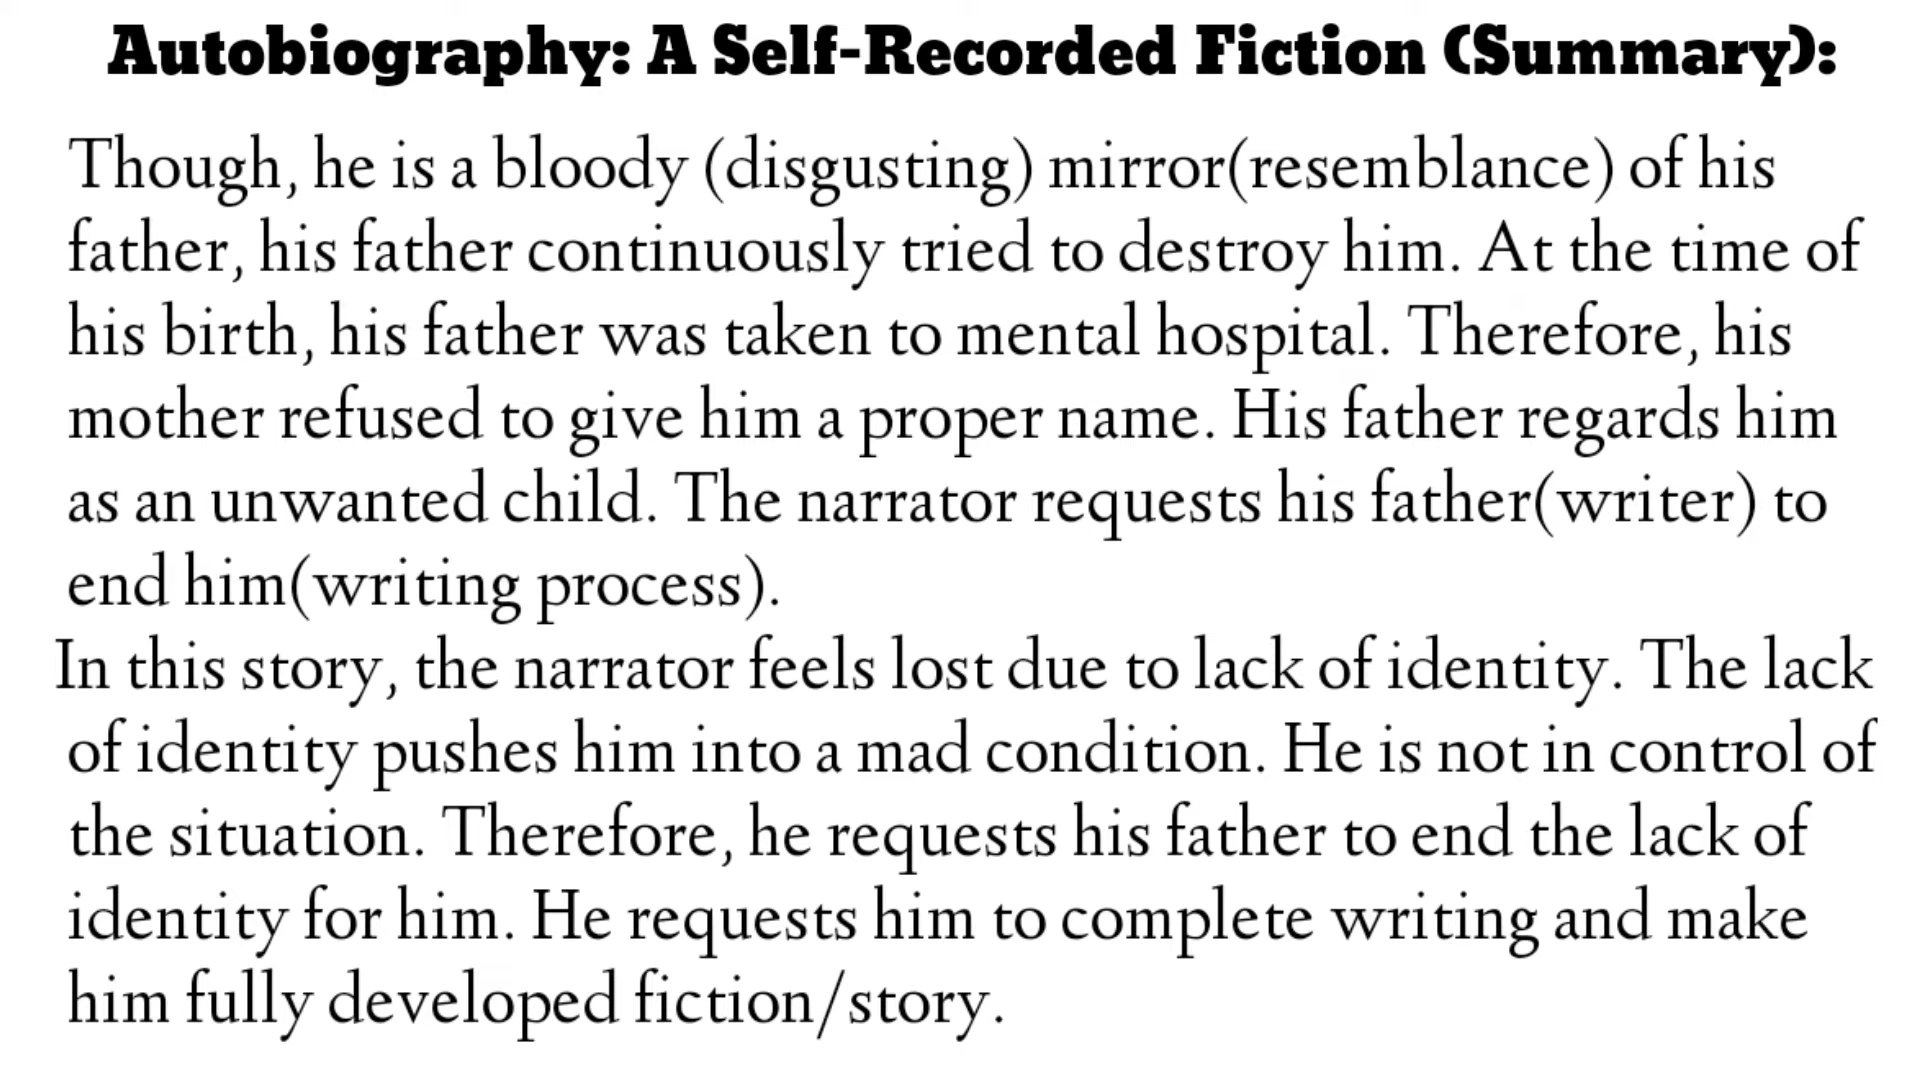 Autobiography: A Self-Recorded Fiction (Summary):
Though, he is a bloody (disgusting) mirror(resemblance) of his
father, his father continuously tried to destroy him. At the time of
his birth, his father was taken to mental hospital. Therefore, his
mother refused to give him a proper name. His father regards him
as an unwanted child. The narrator requests his father(writer) to
end him(writing process).
In this story, the narrator feels lost due to lack of identity. The lack
of identity pushes him into a mad condition. He is not in control of
the situation. Therefore, he requests his father to end the lack of
identity for him. He requests him to complete writing and make
him fully developed fiction/story.